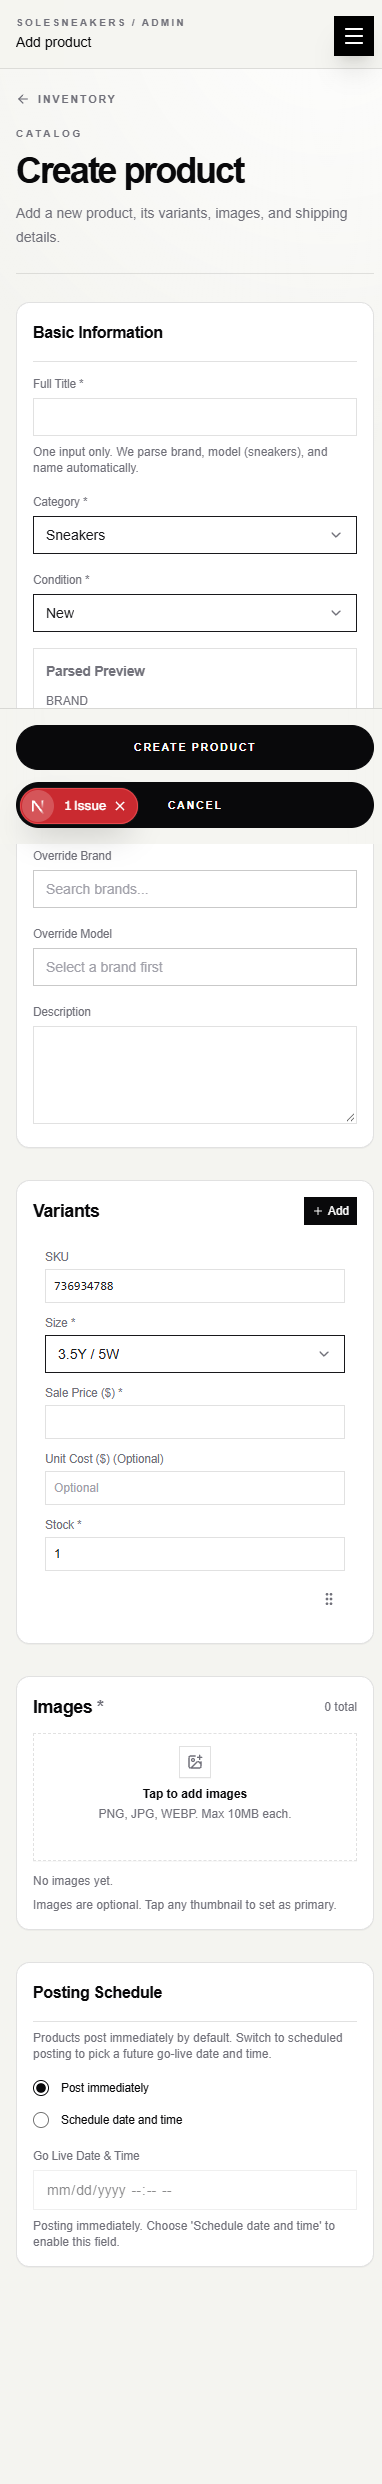 SOLESNEAKERS / ADMIN
Add product
INVENTORY
CATALOG
Create product
Add a new product, its variants, images, and shipping
details.
Basic Information
Full Title *
One input only. We parse brand, model (sneakers), and
name automatically.
Category *
Sneakers
Condition *
New
Parsed Preview
BRAND
CREATE PRODUCT
N 1 Issue
CANCEL
Override Brand
Search brands...
Override Model
Select a brand first
Description
Variants
+ Add
SKU
736934788
Size *
3.5Y / 5W
Sale Price ($) *
Unit Cost ($) (Optional)
Optional
Stock *
1
Images *
0 total
Tap to add images
PNG, JPG, WEBP. Max 10MB each.
No images yet.
Images are optional. Tap any thumbnail to set as primary.
Posting Schedule
Products post immediately by default. Switch to scheduled
posting to pick a future go-live date and time.
Post immediately
Schedule date and time
Go Live Date & Time
mm/dd/yyyy --:-- --
Posting immediately. Choose 'Schedule date and time' to
enable this field.